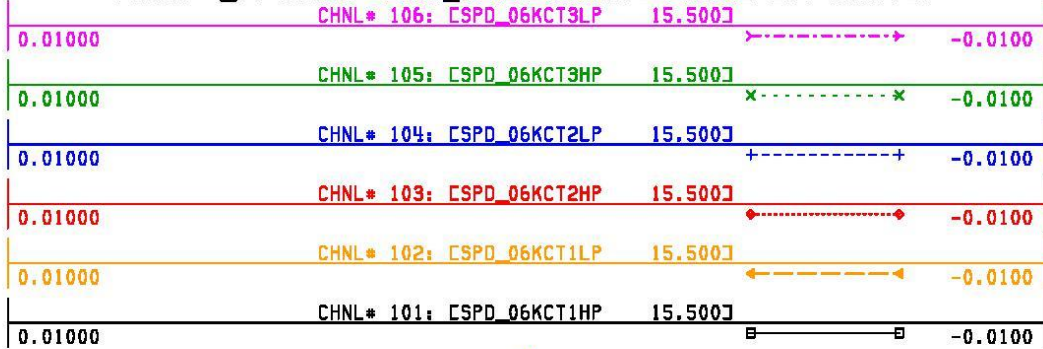 CHNL# 106: [SPD_06KCT3LP 15.500]
0.01000 -0.0100
CHNL# 105: [SPD_06KCT3HP 15.500]
0.01000 -0.0100
CHNL# 104: [SPD_06KCT2LP 15.500]
0.01000 -0.0100
CHNL# 103: [SPD_06KCT2HP 15.500]
0.01000 -0.0100
CHNL# 102: [SPD_06KCT1LP 15.500]
0.01000 -0.0100
CHNL# 101: [SPD_06KCT1HP 15.500]
0.01000 -0.0100